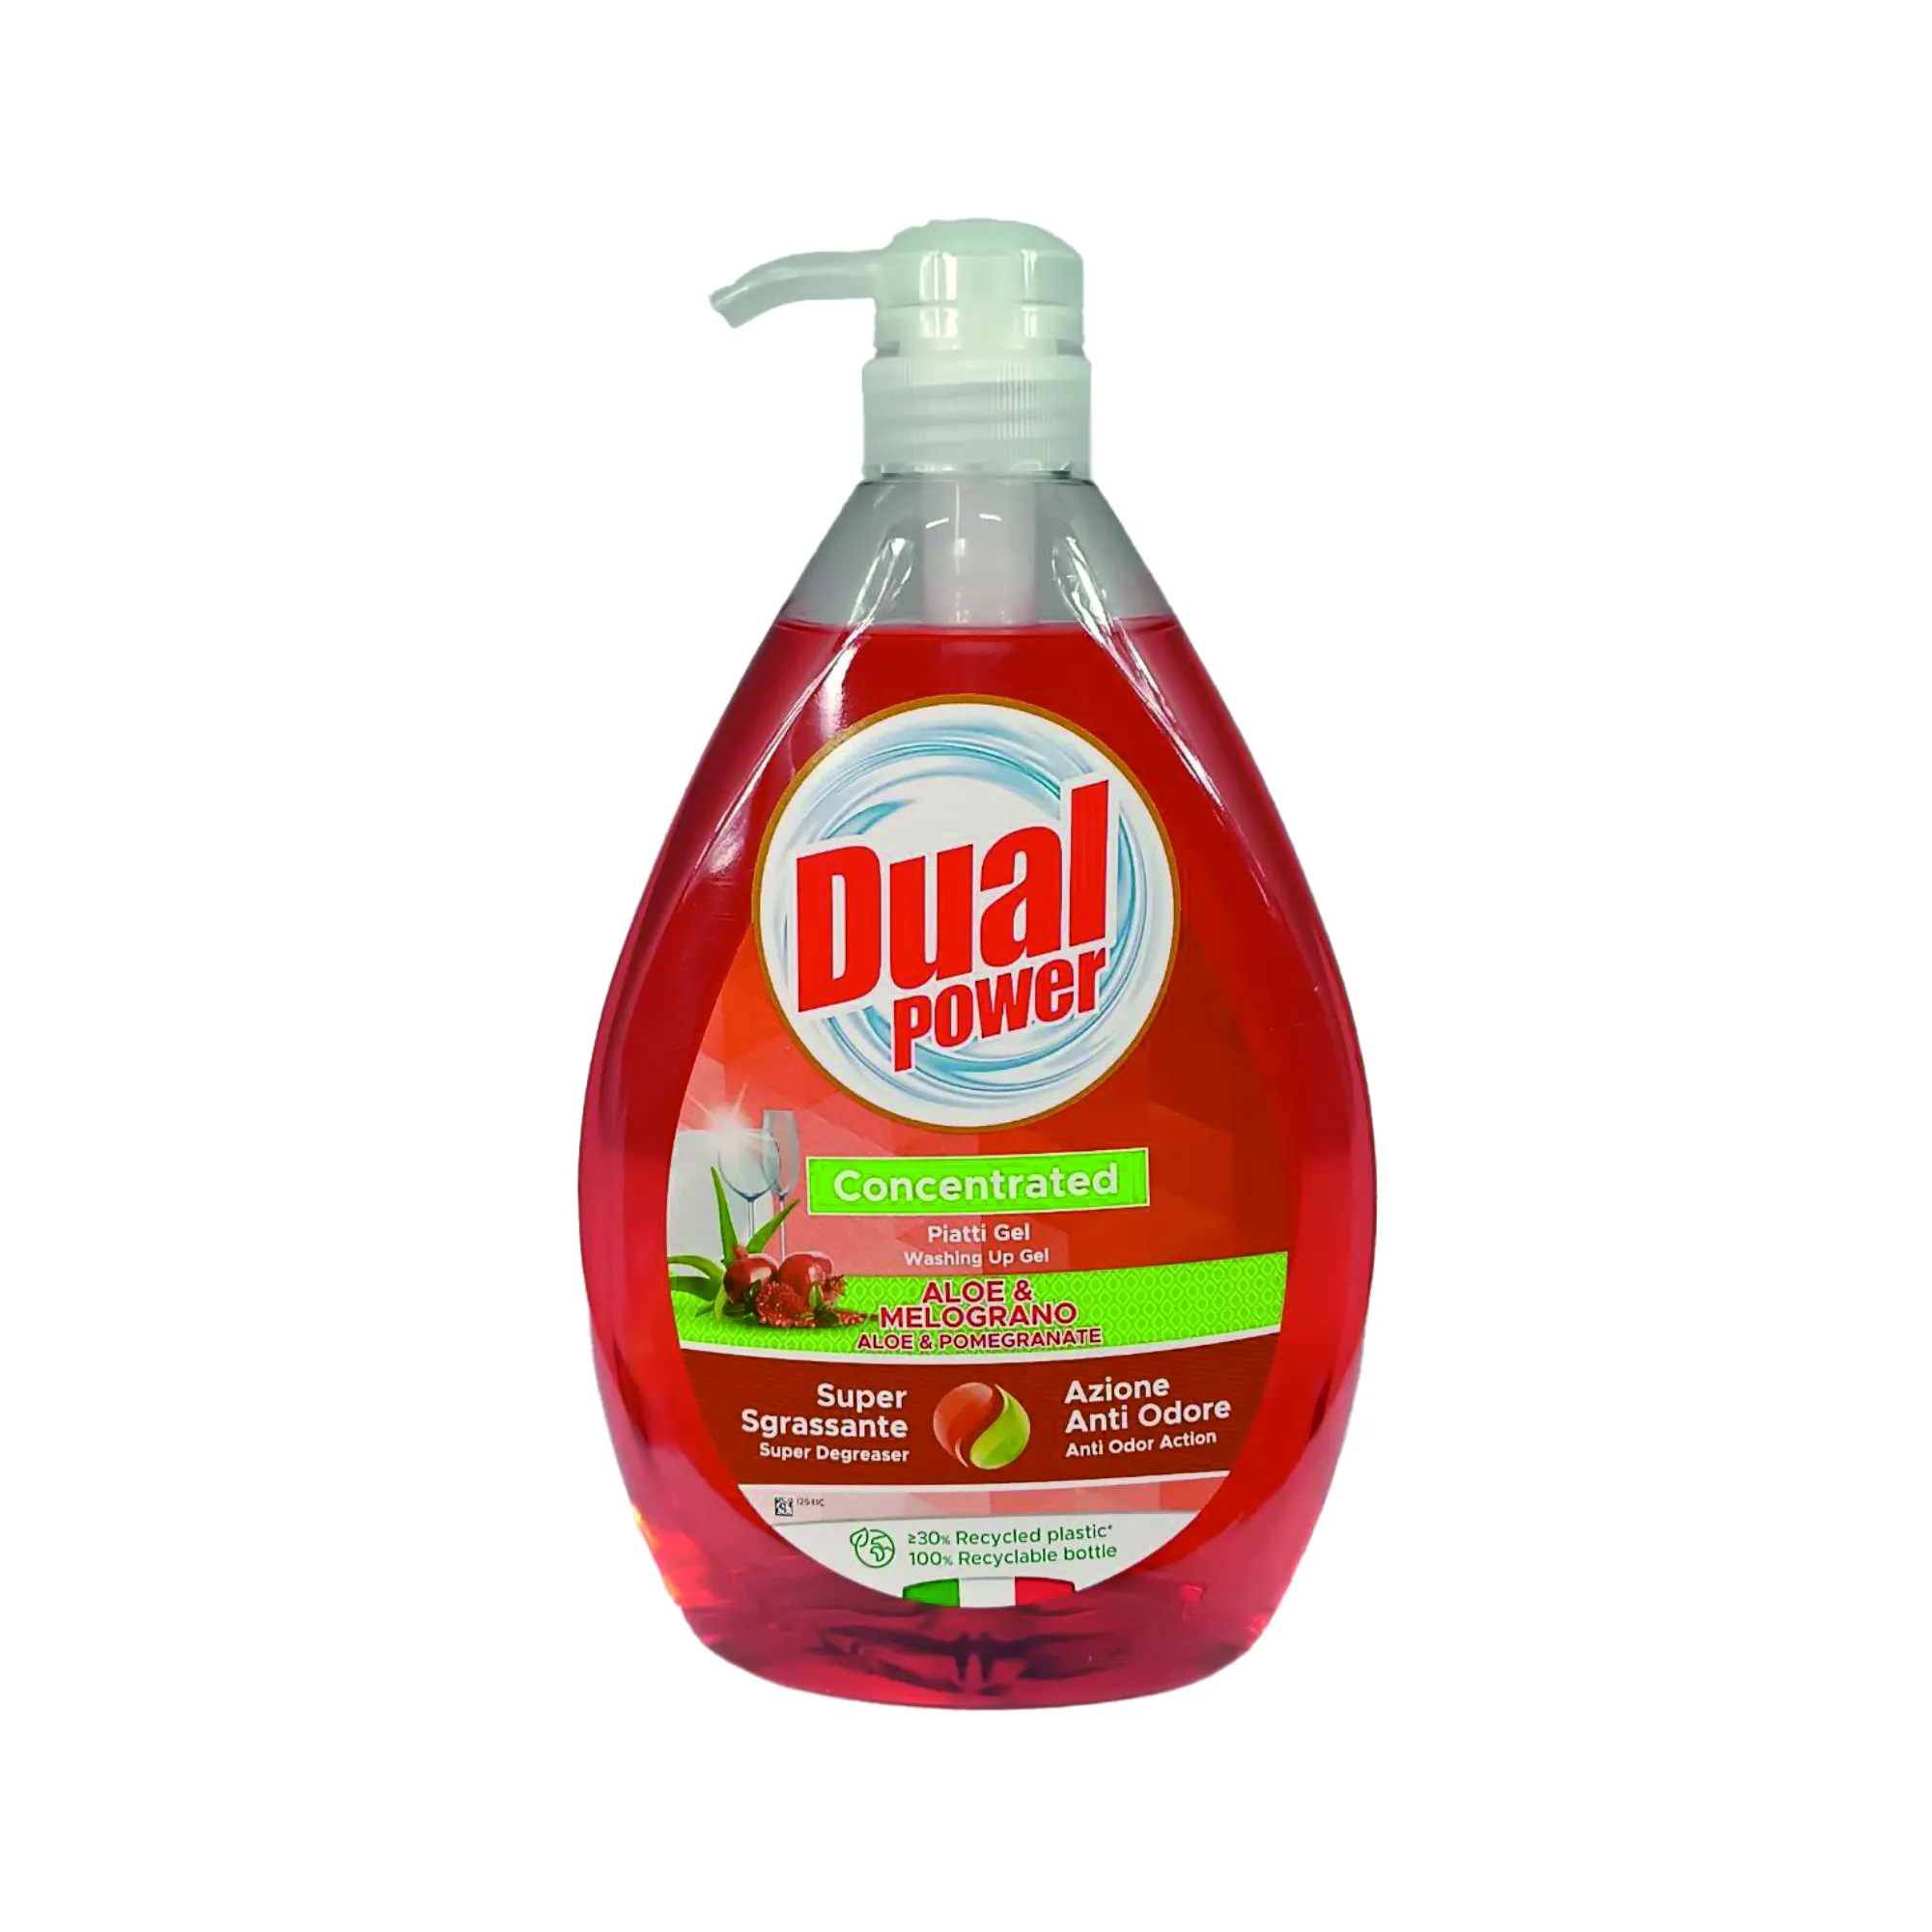 Dual
Power
Concentrated
Piatti Gel
Washing Up Gel
ALOE &
MELOGRANO
ALOE & POMEGRANATE
Super
Sgrassante
Super Degreaser
Azione
Anti Odore
Anti Odor Action
≥30% Recycled plastic*
100% Recyclable bottle